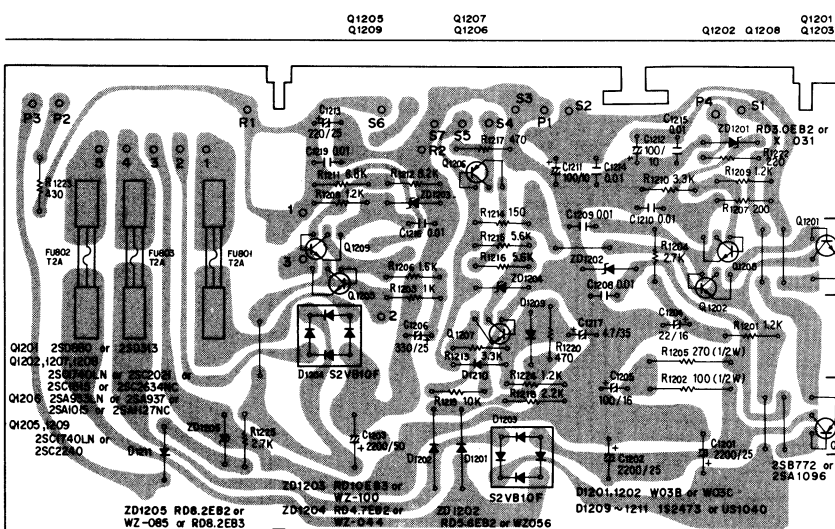 Q1205
Q1209
Q1207
Q1206
Q1202 Q1208
Q1201
Q1203
P3 P2
R1
C1213
220/25
S6
S7 S5 S4
S3
P1
S2
P4
S1
C1215
0.01
ZD1201
RD3.0EB2 or
C1219 0.01
R2
R1217 470
C1211
100/10
C1214
0.01
C1212
100/
10
5 4 3 2 1
R1211 6.8K
R1212 8.2K
Q1206
R1210 3.3K
R1209 1.2K
R1223
430
R1208 1.2K
ZD1203
R1207 200
1
0.01
R1214 150
C1209 0.01
C1210 0.01
Q1201
FU802
T2A
FU803
T2A
FU801
T2A
Q1209
R1218 5.6K
R1204
2.7K
3
R1216 5.6K
ZD1202
Q1208
R1206 1.6K
R1203 1K
ZD1204
C1208 0.01
Q1205
Q1202
2
D1209
C1206
330/25
Q1207
C1217
4.7/35
C1204
22/16
R1201 1.2K
Q1201 2SD880 or 2SD313
D1204 S2VB10F
R1213 3.3K
D1210
R1220
470
R1205 270 (1/2W)
Q1202,1207,1208
2SC1740LN or 2SC2021 or
2SC1815 or 2SC2634NC
1.2K
2.2K
C1205
100/16
R1202 100 (1/2W)
Q1206 2SA933LN or 2SA937 or
2SA1015 or 2SA1127NC
R1219 10K
Q1205,1209
2SC1740LN or
2SC2240
D1211
ZD1205
R1225
2.7K
C1203
2200/50
D1202 D1201
D1203
C1202
2200/25
C1201
2200/25
2SB772 or
2SA1096
S2VB10F
ZD1203 RD10EB3 or
WZ-100
D1201,1202 W03B or W03C
ZD1205 RD8.2EB2 or
WZ-085 or RD8.2EB3
ZD1204 RD4.7EB2 or
WZ-044
ZD1202
RD5.6EB2 or WZ056
D1209~1211 1S2473 or US1040